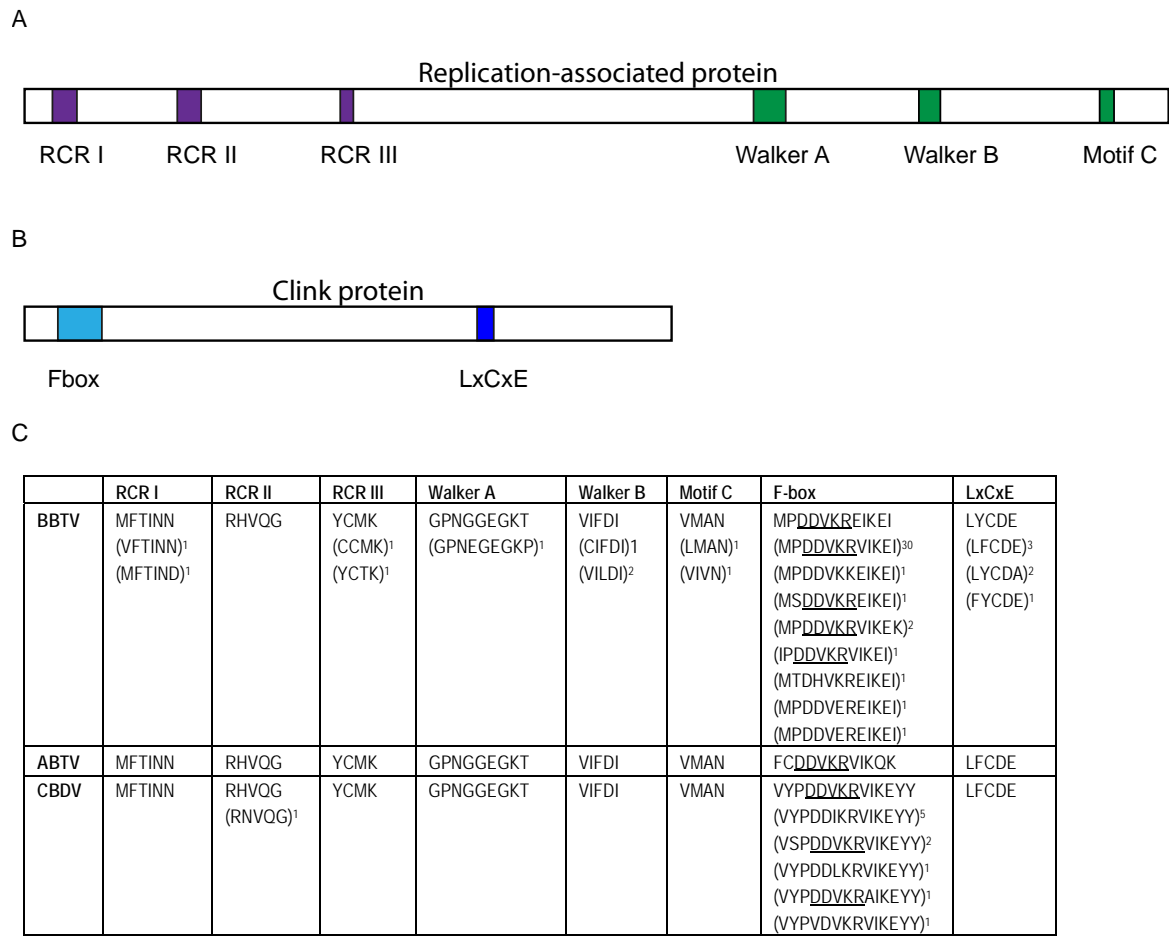 A
Replication-associated protein
RCR I RCR II RCR III Walker A Walker B Motif C
B
Clink protein
Fbox LxCxE
C
RCR I RCR II RCR III Walker A Walker B Motif C F-box LxCxE
BBTV MFTINN RHVQG YCMK GPNGGEGKT VIFDI VMAN MPDDVKREIKEI LYCDE
(VFTINN)¹ (CCMK)¹ (GPNEGEGKP)¹ (CIFDI)1 (LMAN)¹ (MPDDVKRVIKEI)³⁰ (LFCDE)³
(MFTIND)¹ (YCTK)¹ (VILDI)² (VIVN)¹ (MPDDVKKEIKEI)¹ (LYCDA)²
(MSDDVKREIKEI)¹ (FYCDE)¹
(MPDDVKRVIKEK)²
(IPDDVKRVIKEI)¹
(MTDHVKREIKEI)¹
(MPDDVEREIKEI)¹
(MPDDVEREIKEI)¹
ABTV MFTINN RHVQG YCMK GPNGGEGKT VIFDI VMAN FCDDVKRVIKQK LFCDE
CBDV MFTINN RHVQG YCMK GPNGGEGKT VIFDI VMAN VYPDDVKRVIKEYY LFCDE
(RNVQG)¹ (VYPDDIKRVIKEYY)⁵
(VSPDDVKRVIKEYY)²
(VYPDDLKRVIKEYY)¹
(VYPDDVKRAIKEYY)¹
(VYPVDVKRVIKEYY)¹